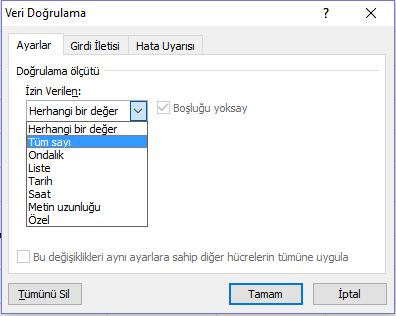 Veri Doğrulama
?
Ayarlar Girdi İletisi Hata Uyarısı
Doğrulama ölçütü
İzin Verilen:
Herhangi bir değer Boşluğu yoksay
Herhangi bir değer
Tüm sayı
Ondalık
Liste
Tarih
Saat
Metin uzunluğu
Özel
Bu değişiklikleri aynı ayarlara sahip diğer hücrelerin tümüne uygula
Tümünü Sil Tamam İptal